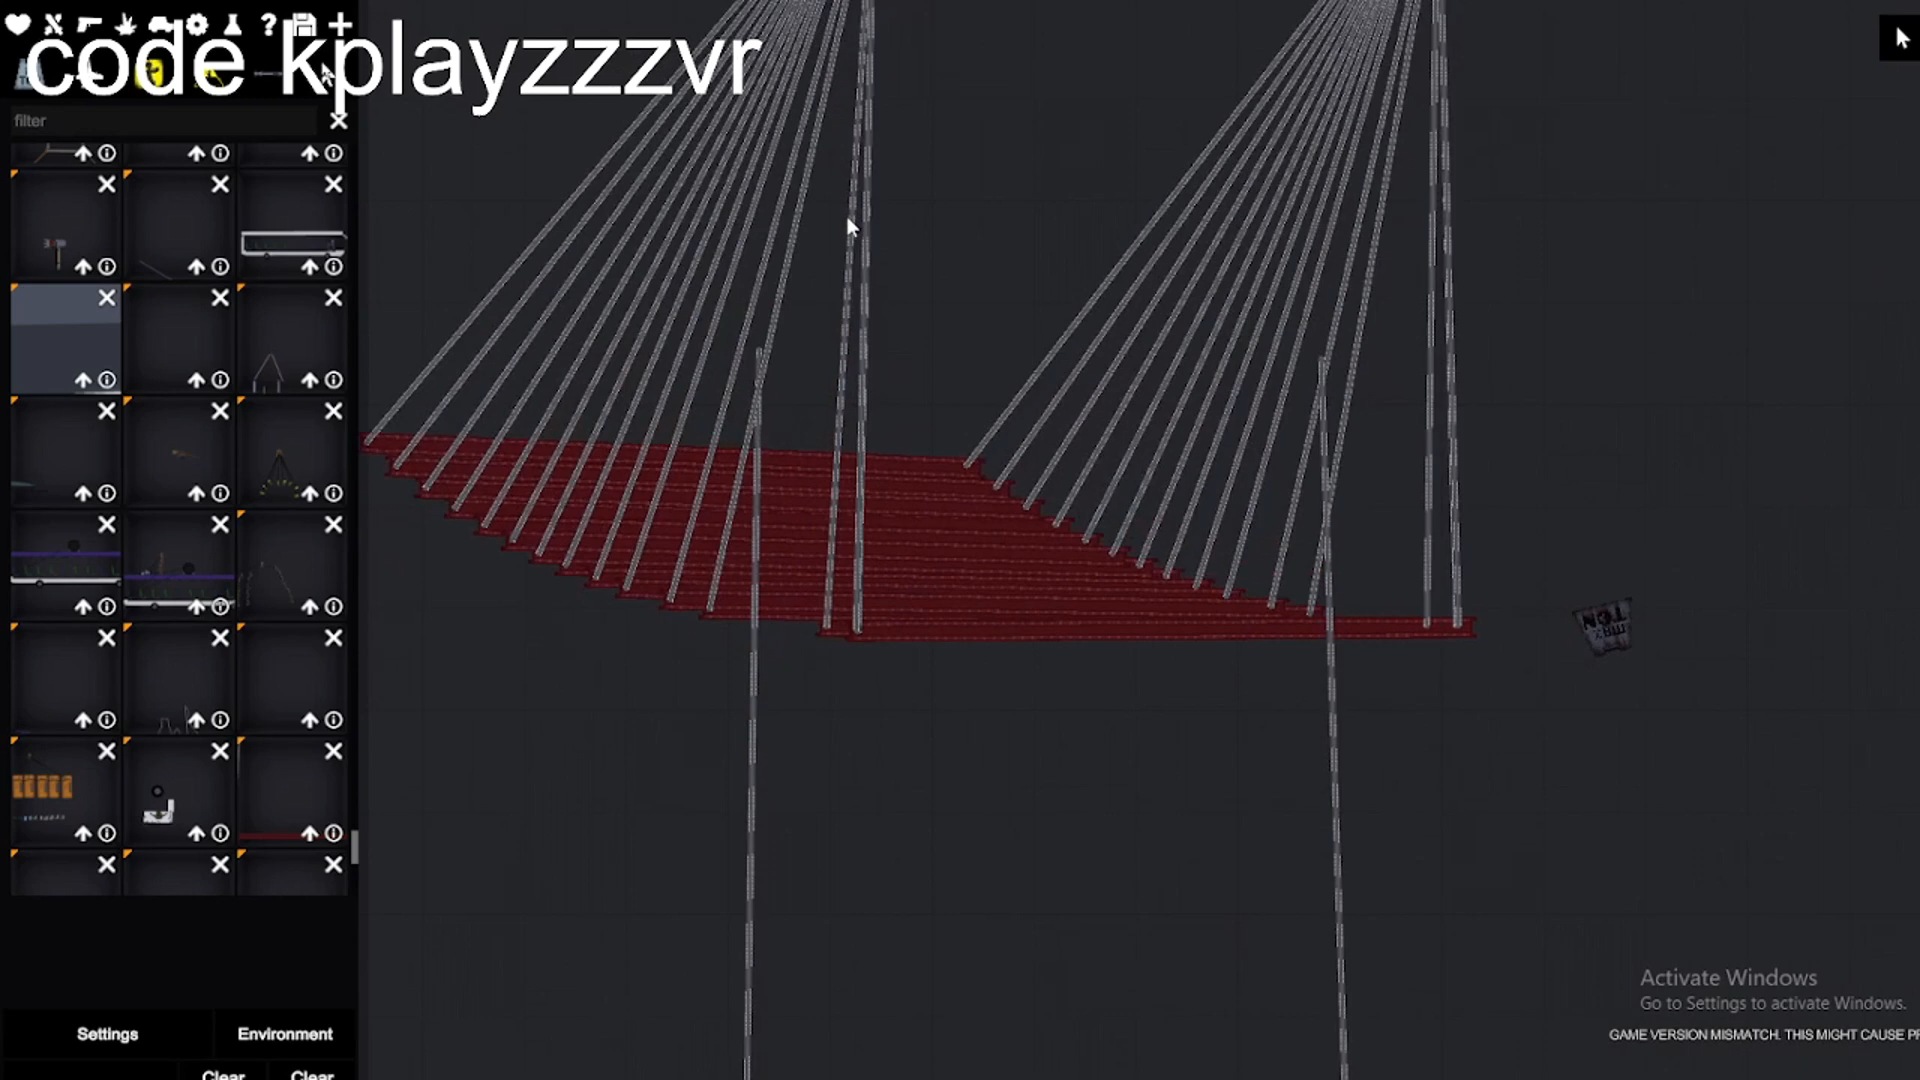 code kplayzzzvr
filter
Settings
Environment
Clear
Clear
Activate Windows
Go to Settings to activate Windows.
GAME VERSION MISMATCH. THIS MIGHT CAUSE